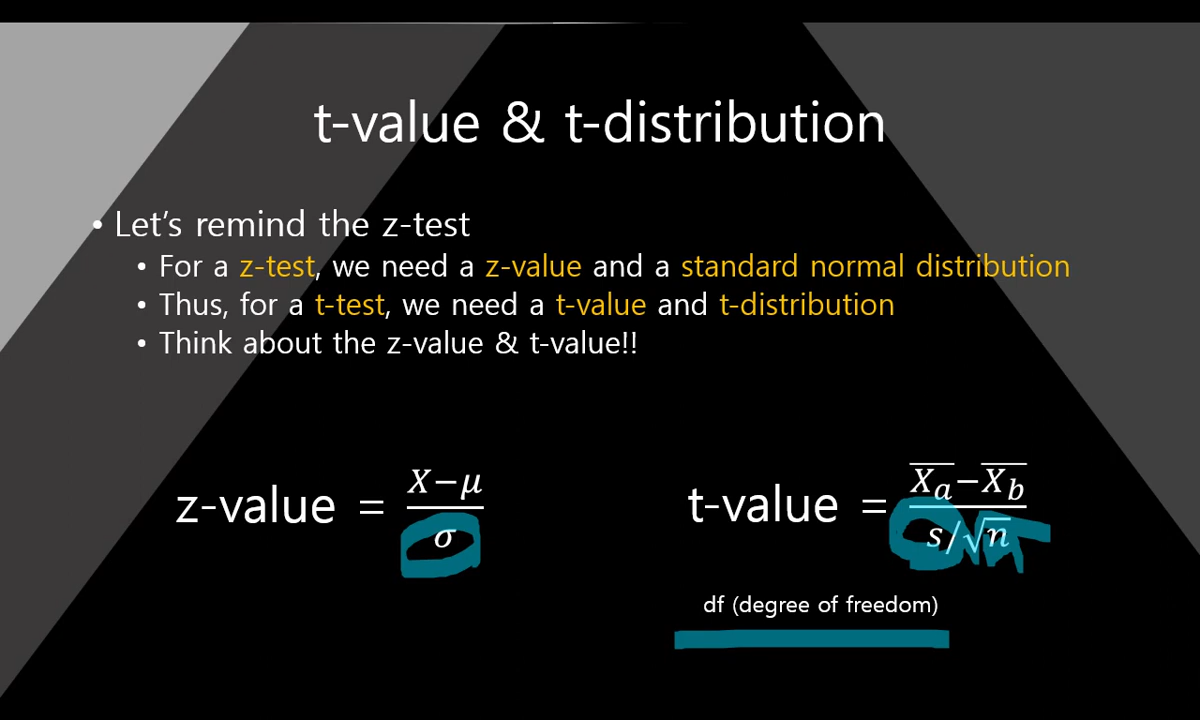 t-value & t-distribution
• Let's remind the z-test
• For a z-test, we need a z-value and a standard normal distribution
• Thus, for a t-test, we need a t-value and t-distribution
• Think about the z-value & t-value!!
z-value = X−μ / σ
t-value = X̅a̅−X̅b̅ / s/√n
df (degree of freedom)